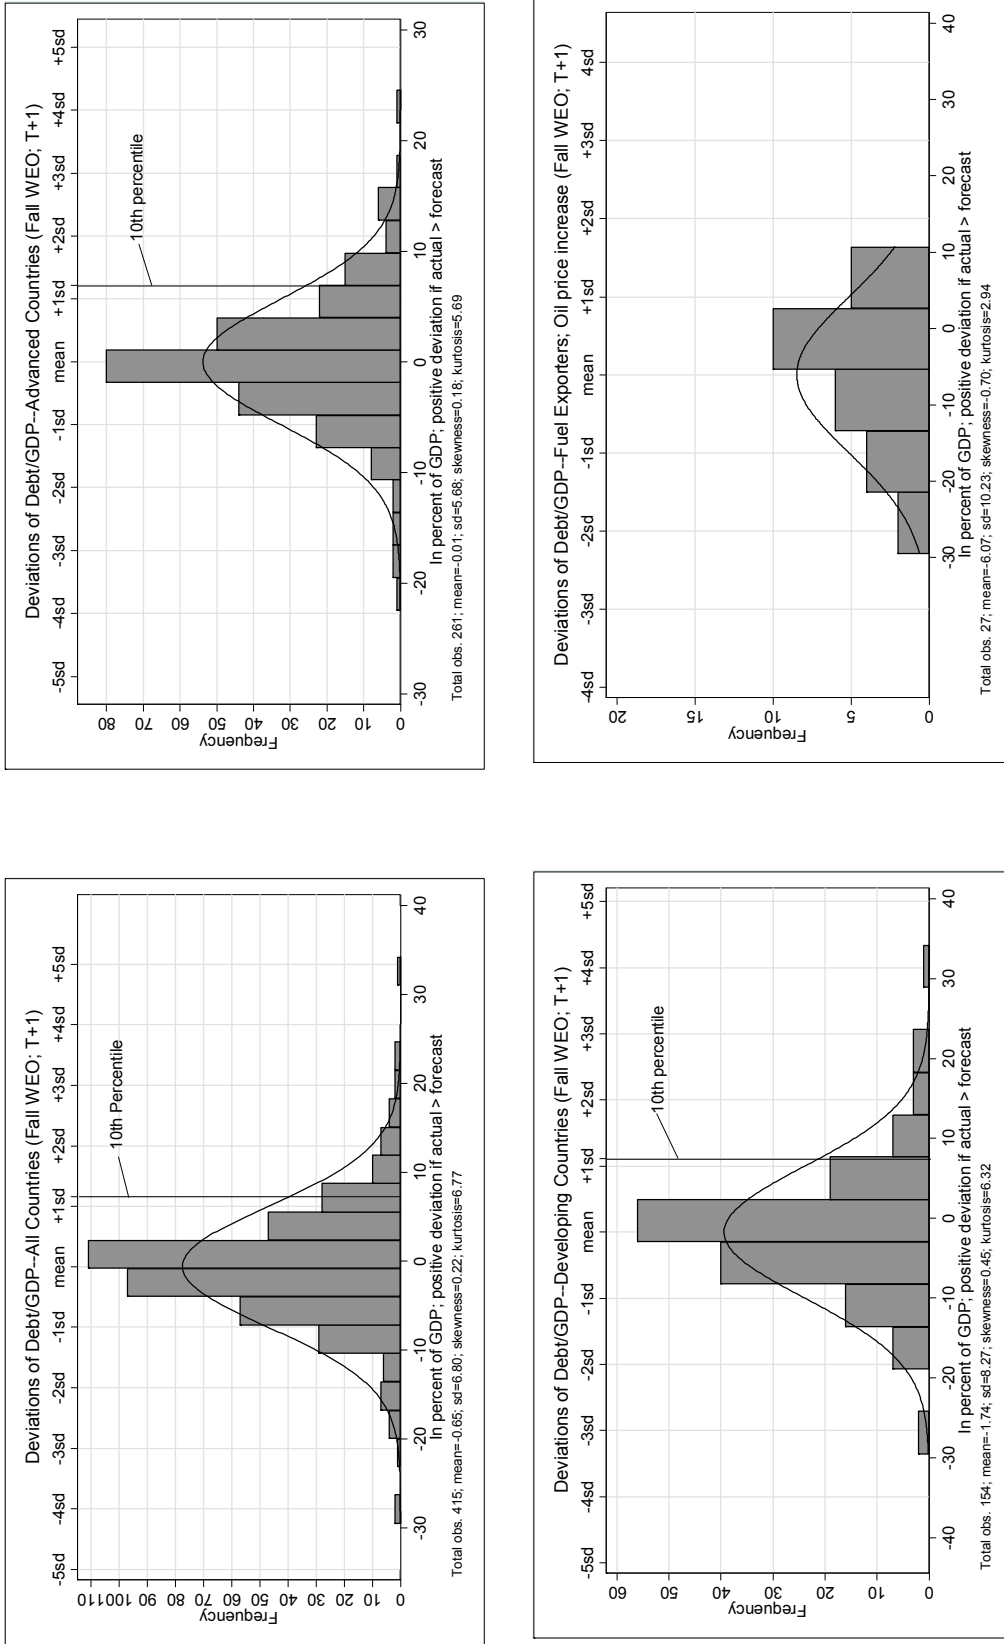 Deviations of Debt/GDP--All Countries (Fall WEO; T+1)
-5sd -4sd -3sd -2sd -1sd mean +1sd +2sd +3sd +4sd +5sd
10th Percentile
Frequency
0 10 20 30 40 50 60 70 80 90 100 110
-30 -20 -10 0 10 20 30 40
In percent of GDP; positive deviation if actual > forecast
Total obs. 415; mean=-0.65; sd=6.80; skewness=0.22; kurtosis=6.77
Deviations of Debt/GDP--Advanced Countries (Fall WEO; T+1)
-5sd -4sd -3sd -2sd -1sd mean +1sd +2sd +3sd +4sd +5sd
10th percentile
Frequency
0 10 20 30 40 50 60 70 80
-30 -20 -10 0 10 20 30
In percent of GDP; positive deviation if actual > forecast
Total obs. 261; mean=-0.01; sd=5.68; skewness=0.18; kurtosis=5.69
Deviations of Debt/GDP--Developing Countries (Fall WEO; T+1)
-5sd -4sd -3sd -2sd -1sd mean +1sd +2sd +3sd +4sd +5sd
10th percentile
Frequency
0 10 20 30 40 50 60
-40 -30 -20 -10 0 10 20 30 40
In percent of GDP; positive deviation if actual > forecast
Total obs. 154; mean=-1.74; sd=8.27; skewness=0.45; kurtosis=6.32
Deviations of Debt/GDP--Fuel Exporters; Oil price increase (Fall WEO; T+1)
-4sd -3sd -2sd -1sd mean +1sd +2sd +3sd 4sd
Frequency
0 5 10 15 20
-30 -20 -10 0 10 20 30 40
In percent of GDP; positive deviation if actual > forecast
Total obs. 27; mean=-6.07; sd=10.23; skewness=-0.70; kurtosis=2.94